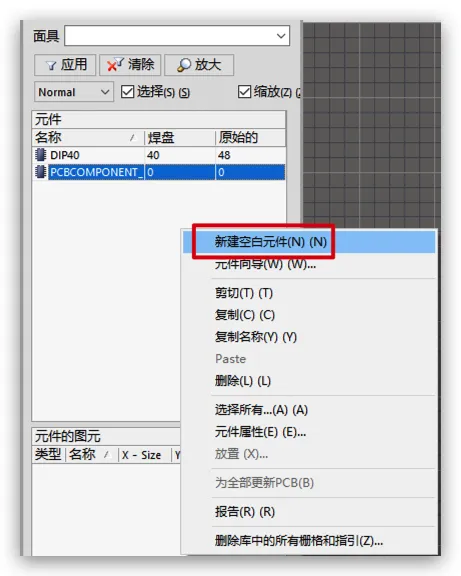 面具
应用 清除 放大
Normal 选择(S) (S) 缩放(Z) (Z
元件
名称 / 焊盘 原始的
DIP40 40 48
PCBCOMPONENT_ 0 0
新建空白元件(N) (N)
元件向导(W) (W)...
剪切(T) (T)
复制(C) (C)
复制名称(Y) (Y)
Paste
删除(L) (L)
选择所有...(A) (A)
元件属性(E) (E)...
放置 (X)...
为全部更新PCB(B)
报告(R) (R)
删除库中的所有栅格和指引(Z)...
元件的图元
类型 名称 / X - Size Y